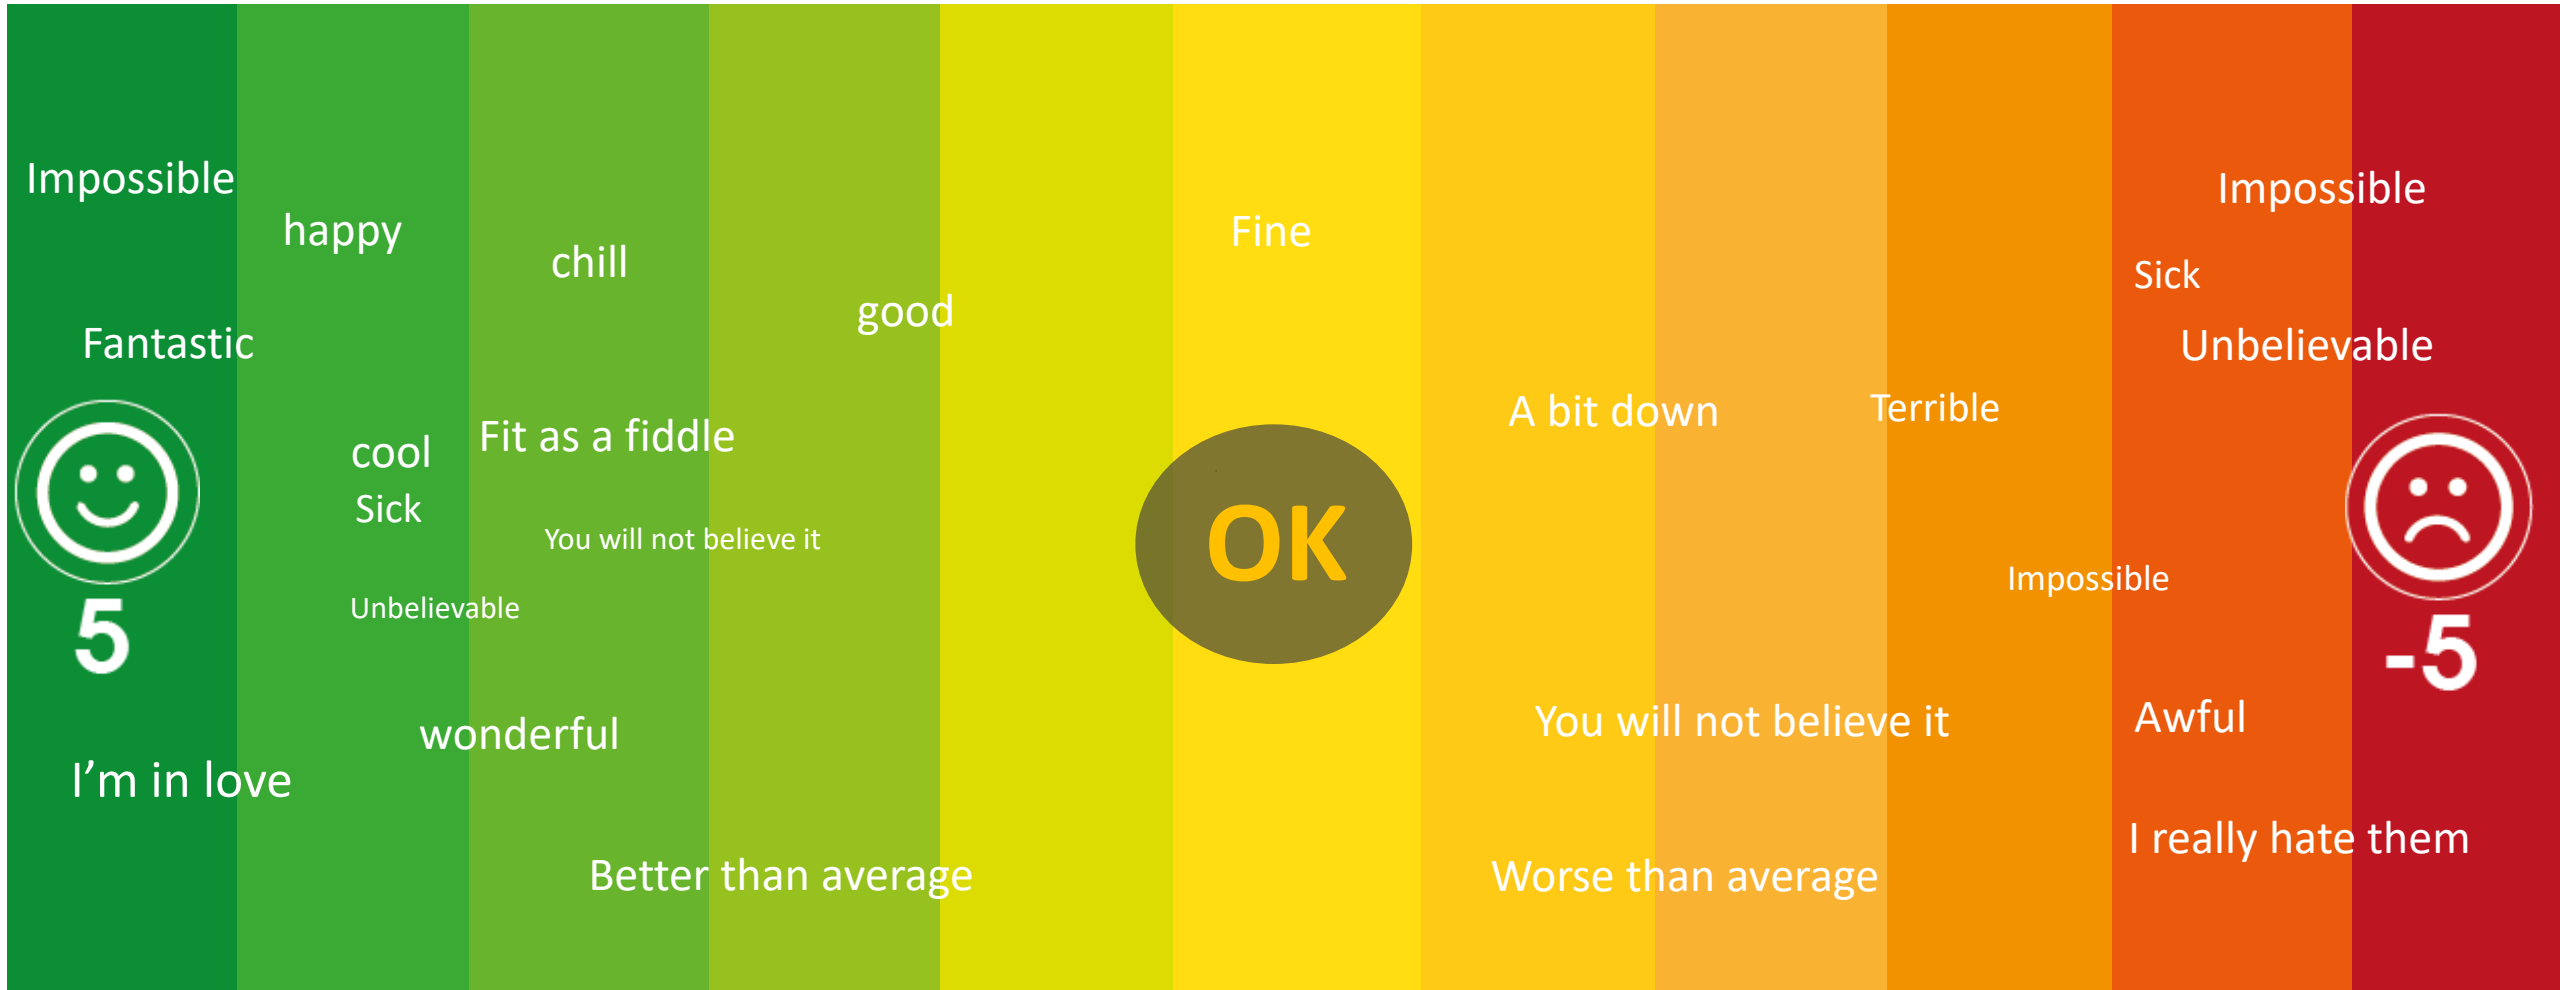 Impossible
Impossible
happy
Fine
chill
Sick
good
Fantastic
Unbelievable
A bit down
Terrible
Fit as a fiddle
cool
Sick
You will not believe it
OK
Impossible
Unbelievable
5
-5
wonderful
You will not believe it
Awful
I’m in love
I really hate them
Better than average
Worse than average